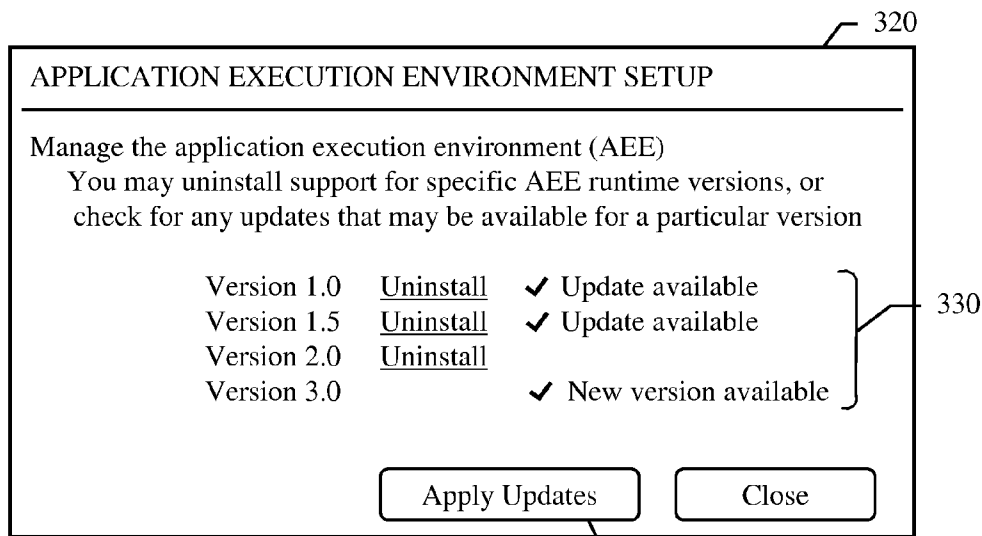 320
APPLICATION EXECUTION ENVIRONMENT SETUP
Manage the application execution environment (AEE)
You may uninstall support for specific AEE runtime versions, or
check for any updates that may be available for a particular version
Version 1.0 Uninstall ✓ Update available
Version 1.5 Uninstall ✓ Update available
330
Version 2.0 Uninstall
Version 3.0 ✓ New version available
Apply Updates Close